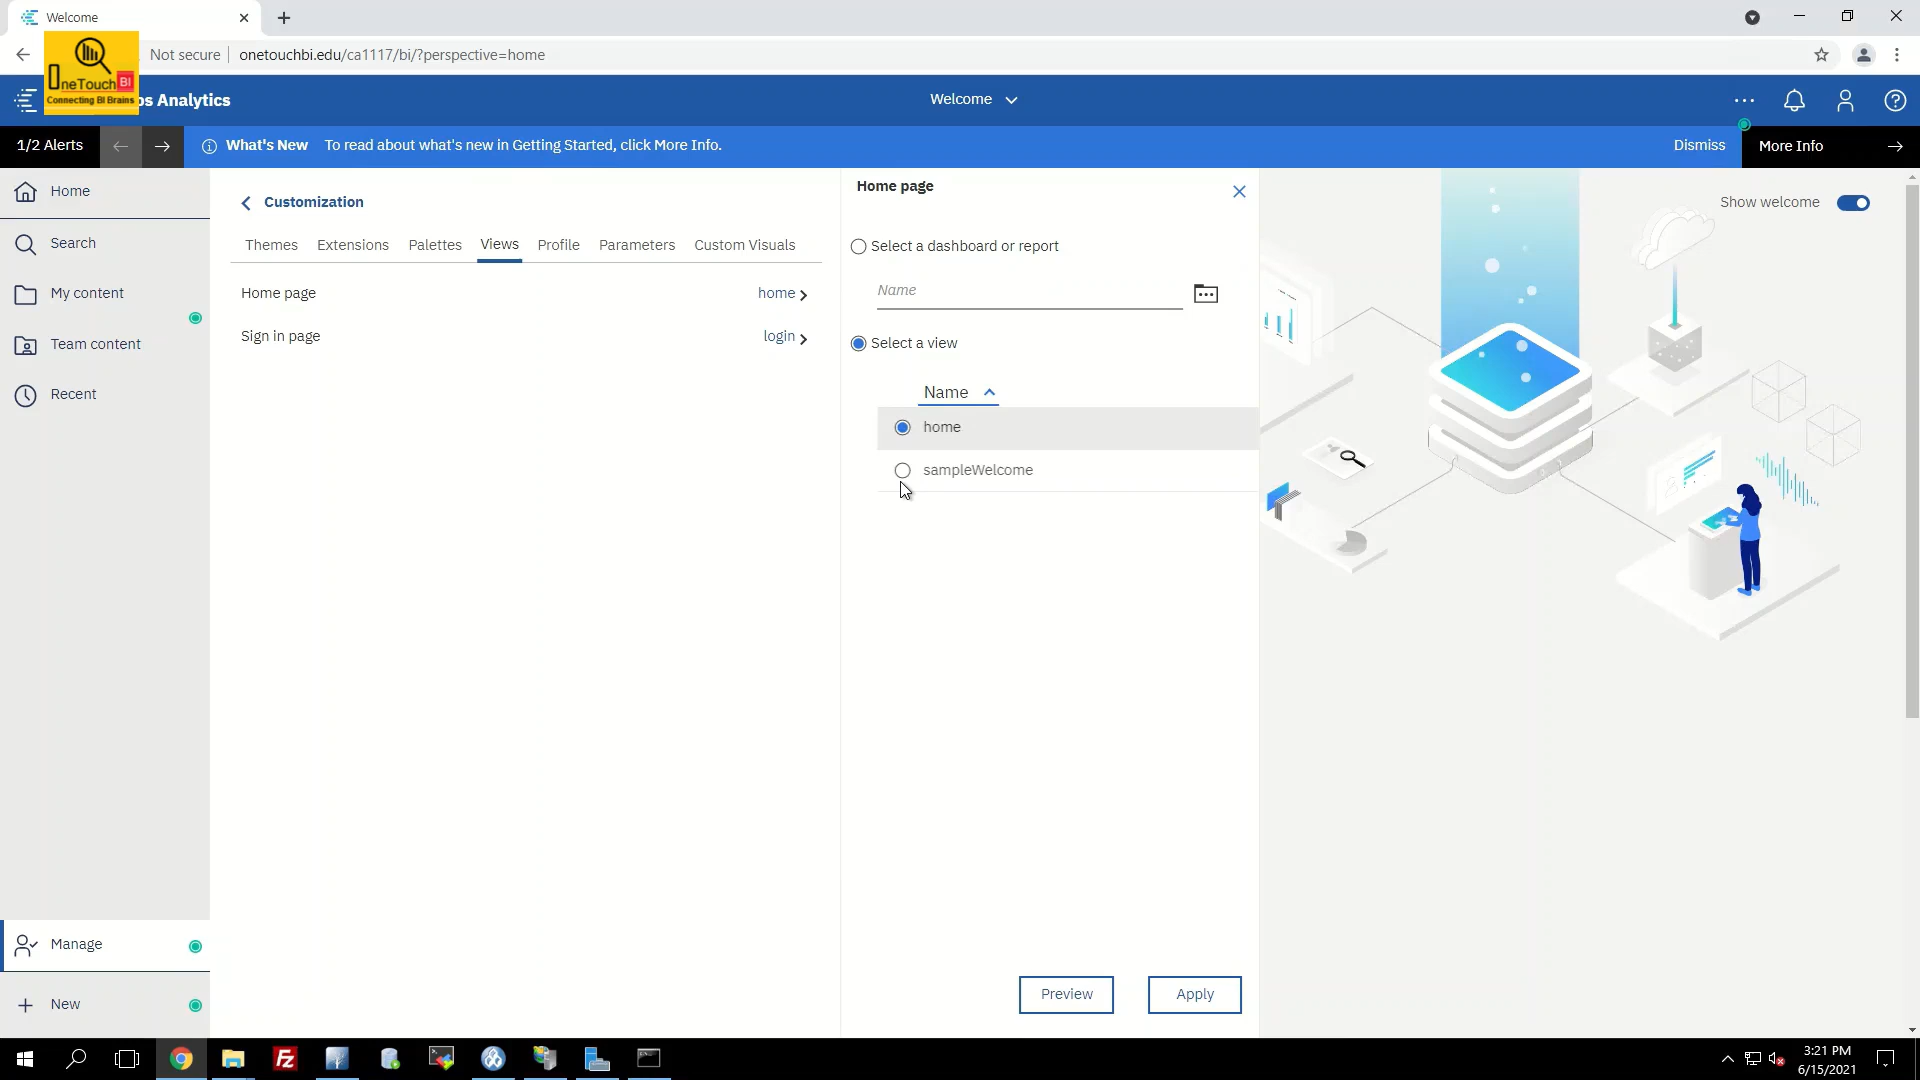 Welcome
Not secure
onetouchbi.edu/ca1117/bi/?perspective=home
OneTouch BI
Connecting BI Brains
os Analytics
Welcome
1/2 Alerts
What's New To read about what's new in Getting Started, click More Info.
Dismiss
More Info
Home
Search
My content
Team content
Recent
Manage
New
Customization
Themes Extensions Palettes Views Profile Parameters Custom Visuals
Home page home
Sign in page login
Home page
Select a dashboard or report
Name
Select a view
Name
home
sampleWelcome
Preview Apply
Show welcome
3:21 PM
6/15/2021